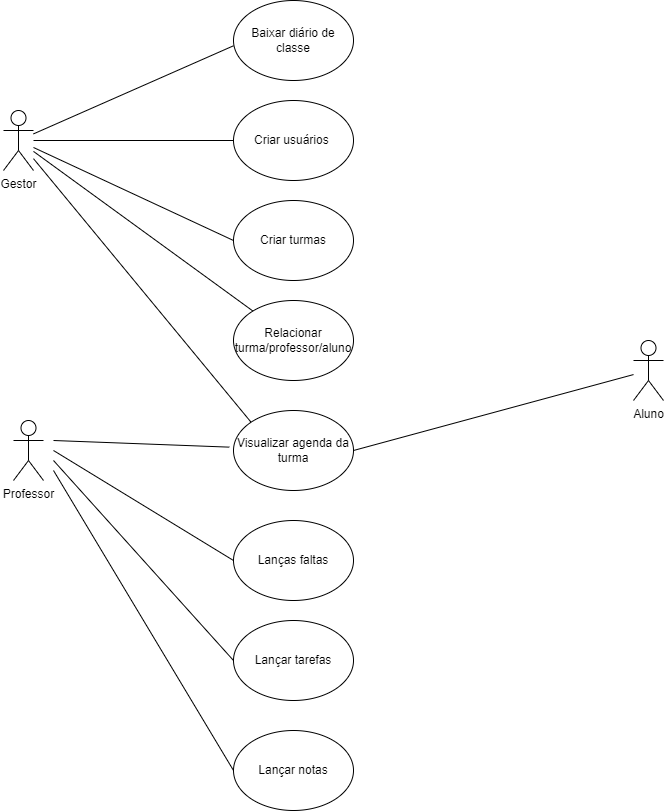 Baixar diário de
classe
Gestor
Criar usuários
Criar turmas
Relacionar
turma/professor/aluno
Aluno
Professor
Visualizar agenda da
turma
Lanças faltas
Lançar tarefas
Lançar notas